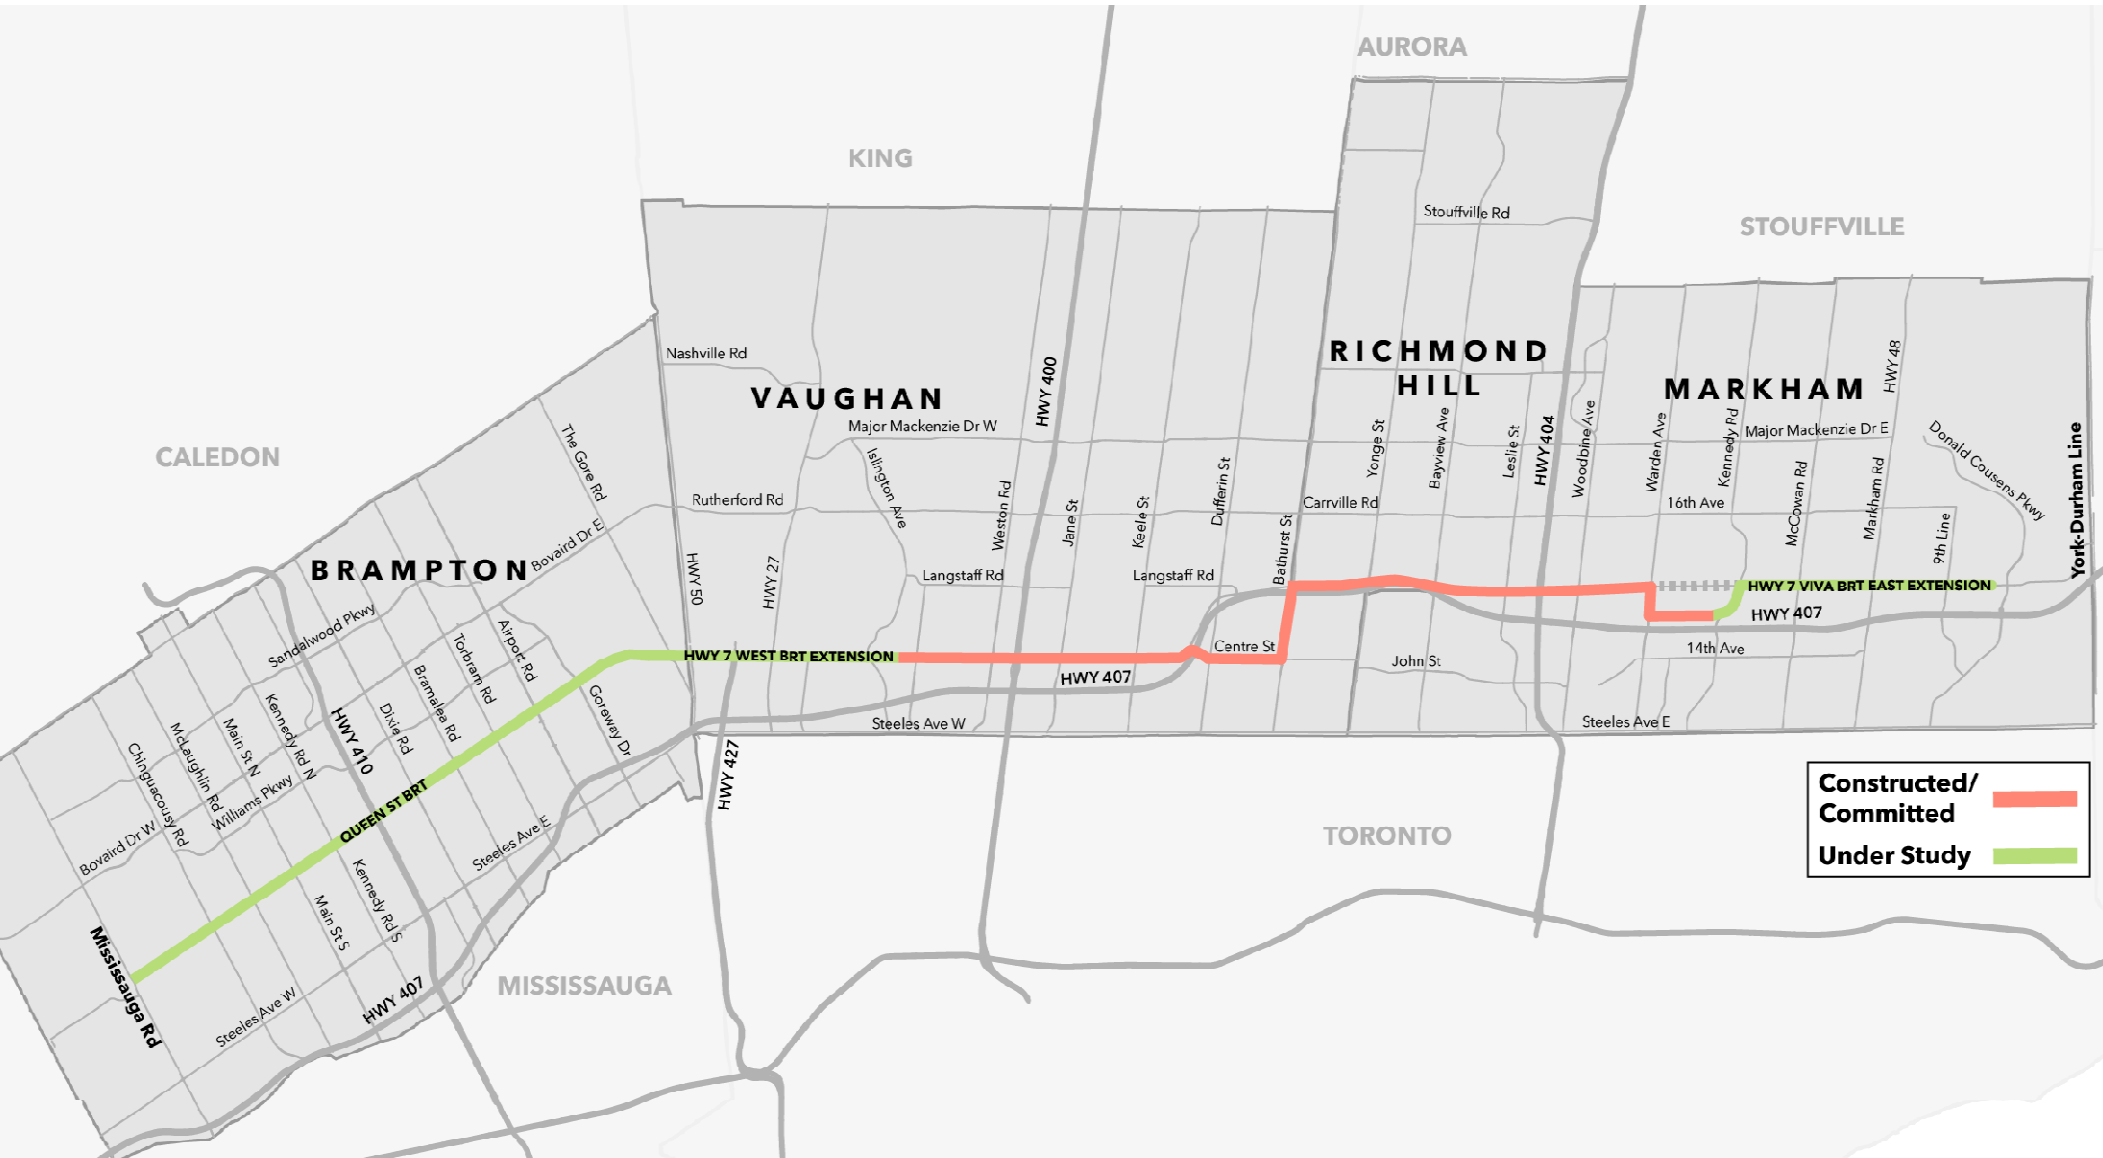 AURORA
KING
Stouffville Rd
STOUFFVILLE
RICHMOND
HILL
Nashville Rd
VAUGHAN
HWY 400
MARKHAM
HWY 48
Major Mackenzie Dr W
Major Mackenzie Dr E
CALEDON
The Gore Rd
Islington Ave
Yonge St
Bayview Ave
Leslie St
HWY 404
Woodbine Ave
Warden Ave
Kennedy Rd
Donald Cousens Pkwy
York-Durham Line
Rutherford Rd
Weston Rd
Jane St
Keele St
Dufferin St
Carrville Rd
16th Ave
McCowan Rd
Markham Rd
9th Line
Bovaird Dr E
BRAMPTON
HWY 50
HWY 27
Langstaff Rd
Langstaff Rd
Bathurst St
HWY 7 VIVA BRT EAST EXTENSION
HWY 407
Sandalwood Pkwy
Airport Rd
Torbram Rd
Bramalea Rd
Dixie Rd
Goreway Dr
HWY 7 WEST BRT EXTENSION
Centre St
HWY 407
John St
14th Ave
Steeles Ave W
Steeles Ave E
Kennedy Rd N
Main St N
McLaughlin Rd
Chinguacousy Rd
HWY 410
Williams Pkwy
Bovaird Dr W
QUEEN ST BRT
HWY 427
Steeles Ave E
Kennedy Rd S
Main St S
Mississauga Rd
Steeles Ave W
HWY 407
MISSISSAUGA
TORONTO
Constructed/
Committed
Under Study